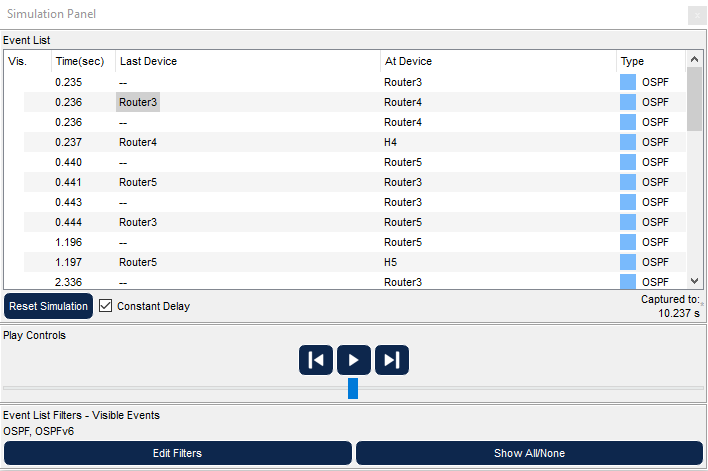 Simulation Panel
x
Event List
Vis. Time(sec) Last Device At Device Type
0.235 -- Router3 OSPF
0.236 Router3 Router4 OSPF
0.236 -- Router4 OSPF
0.237 Router4 H4 OSPF
0.440 -- Router5 OSPF
0.441 Router5 Router3 OSPF
0.443 -- Router3 OSPF
0.444 Router3 Router5 OSPF
1.196 -- Router5 OSPF
1.197 Router5 H5 OSPF
2.336 -- Router3 OSPF
Reset Simulation Constant Delay Captured to:*
10.237 s
Play Controls
Event List Filters - Visible Events
OSPF, OSPFv6
Edit Filters Show All/None